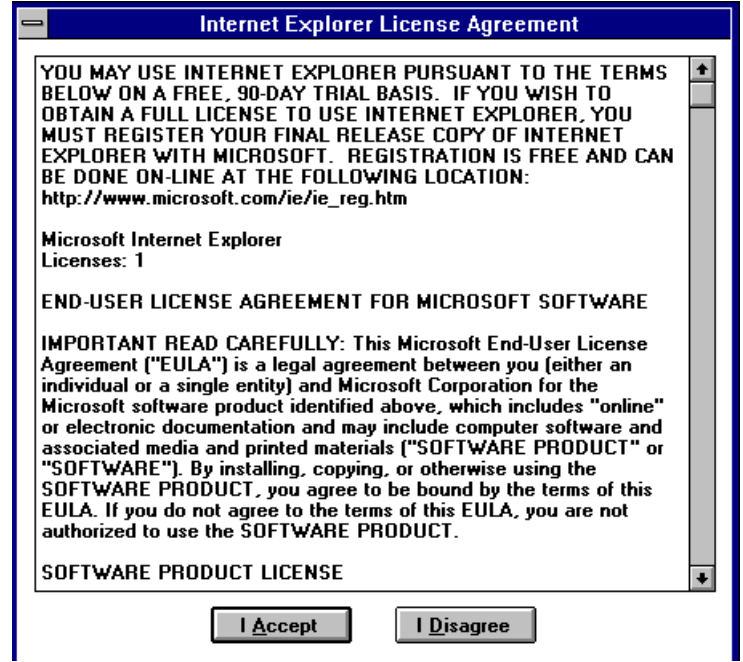 Internet Explorer License Agreement
YOU MAY USE INTERNET EXPLORER PURSUANT TO THE TERMS
BELOW ON A FREE, 90-DAY TRIAL BASIS.  IF YOU WISH TO
OBTAIN A FULL LICENSE TO USE INTERNET EXPLORER, YOU
MUST REGISTER YOUR FINAL RELEASE COPY OF INTERNET
EXPLORER WITH MICROSOFT.  REGISTRATION IS FREE AND CAN
BE DONE ON-LINE AT THE FOLLOWING LOCATION:
http://www.microsoft.com/ie/ie_reg.htm
Microsoft Internet Explorer
Licenses: 1
END-USER LICENSE AGREEMENT FOR MICROSOFT SOFTWARE
IMPORTANT READ CAREFULLY: This Microsoft End-User License
Agreement ("EULA") is a legal agreement between you (either an
individual or a single entity) and Microsoft Corporation for the
Microsoft software product identified above, which includes "online"
or electronic documentation and may include computer software and
associated media and printed materials ("SOFTWARE PRODUCT" or
"SOFTWARE"). By installing, copying, or otherwise using the
SOFTWARE PRODUCT, you agree to be bound by the terms of this
EULA. If you do not agree to the terms of this EULA, you are not
authorized to use the SOFTWARE PRODUCT.
SOFTWARE PRODUCT LICENSE
I Accept
I Disagree